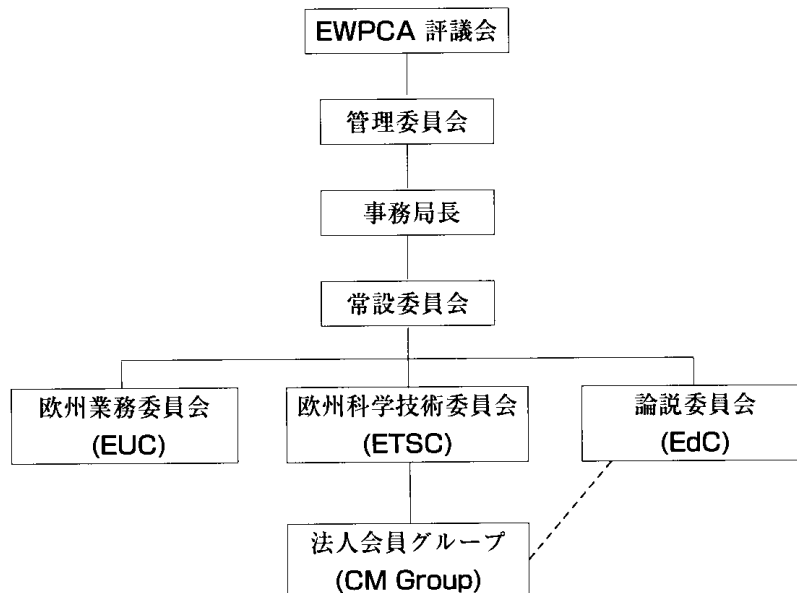 EWPCA 評議会
管理委員会
事務局長
常設委員会
欧州業務委員会
(EUC)
欧州科学技術委員会
(ETSC)
論説委員会
(EdC)
法人会員グループ
(CM Group)